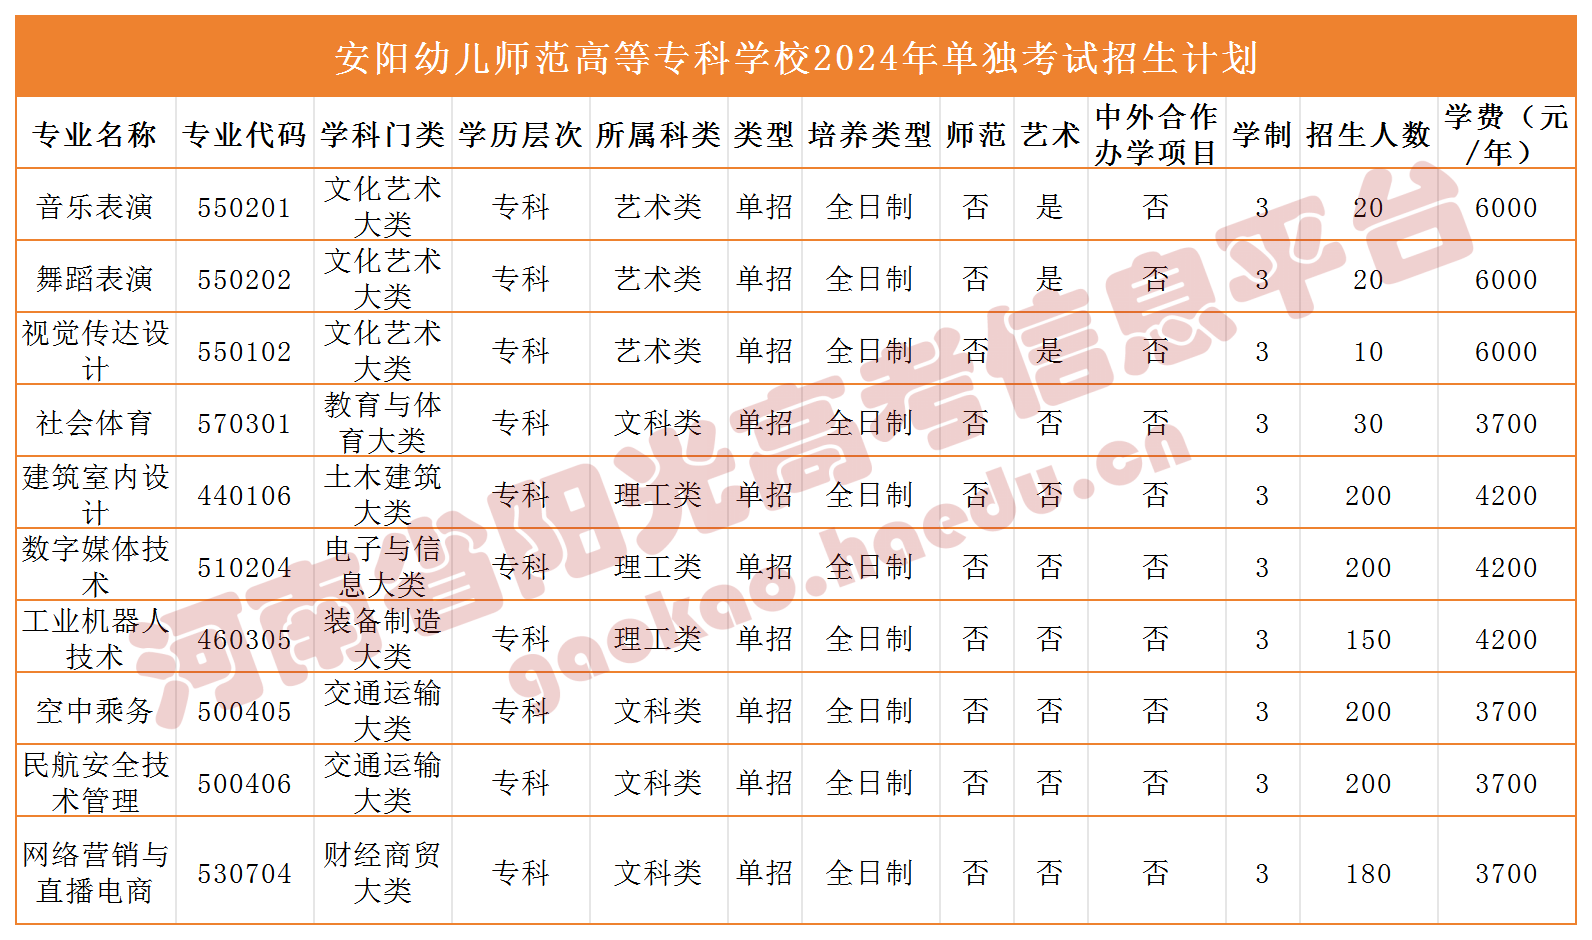 安阳幼儿师范高等专科学校2024年单独考试招生计划
专业名称 专业代码 学科门类 学历层次 所属科类 类型 培养类型 师范 艺术 中外合作办学项目 学制 招生人数 学费（元/年）
音乐表演 550201 文化艺术大类 专科 艺术类 单招 全日制 否 是 否 3 20 6000
舞蹈表演 550202 文化艺术大类 专科 艺术类 单招 全日制 否 是 否 3 20 6000
视觉传达设计 550102 文化艺术大类 专科 艺术类 单招 全日制 否 是 否 3 10 6000
社会体育 570301 教育与体育大类 专科 文科类 单招 全日制 否 否 否 3 30 3700
建筑室内设计 440106 土木建筑大类 专科 理工类 单招 全日制 否 否 否 3 200 4200
数字媒体技术 510204 电子与信息大类 专科 理工类 单招 全日制 否 否 否 3 200 4200
工业机器人技术 460305 装备制造大类 专科 理工类 单招 全日制 否 否 否 3 150 4200
空中乘务 500405 交通运输大类 专科 文科类 单招 全日制 否 否 否 3 200 3700
民航安全技术管理 500406 交通运输大类 专科 文科类 单招 全日制 否 否 否 3 200 3700
网络营销与直播电商 530704 财经商贸大类 专科 文科类 单招 全日制 否 否 否 3 180 3700
河南省阳光高考信息平台
gaokao.haedu.cn